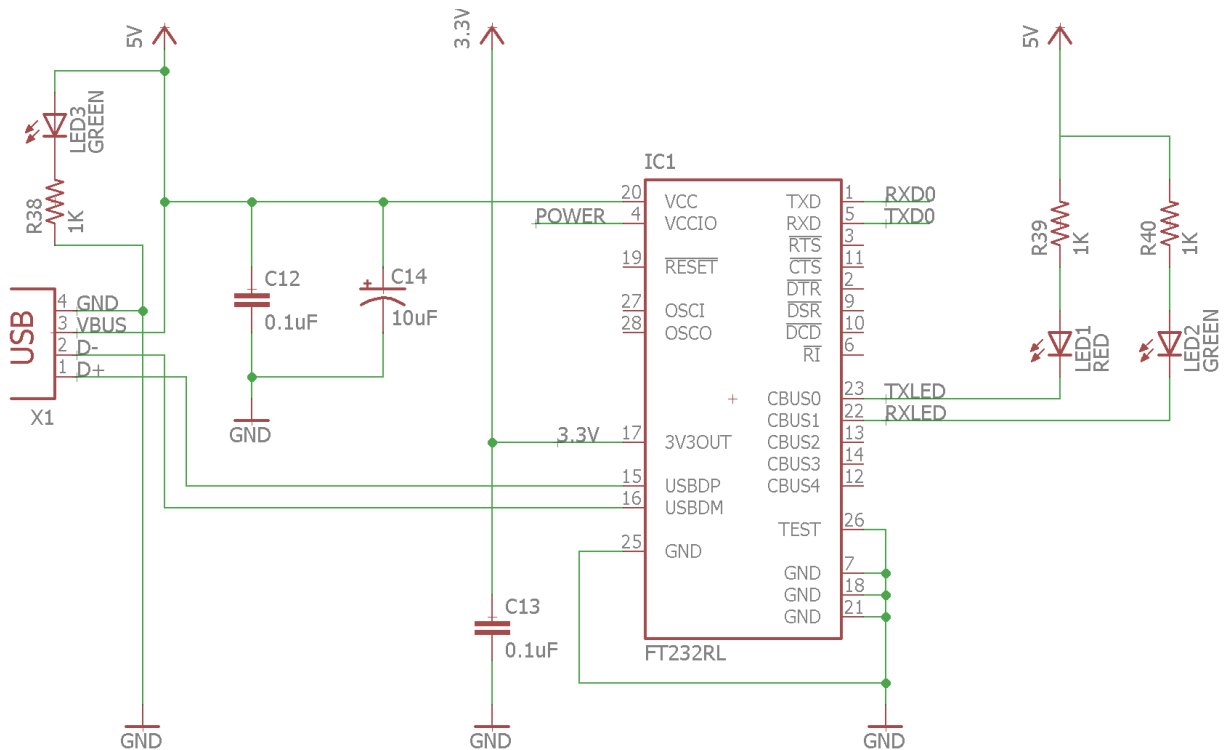 5V
3.3V
5V
LED3
GREEN
R38
1K
IC1
20 VCC
POWER 4 VCCIO
19 RESET
27 OSCI
28 OSCO
17 3V3OUT
3.3V
15 USBDP
16 USBDM
25 GND
TXD 1 RXD0
RXD 5 TXD0
RTS 3
CTS 11
DTR 2
DSR 9
DCD 10
RI 6
CBUS0 23 TXLED
CBUS1 22 RXLED
CBUS2 13
CBUS3 14
CBUS4 12
TEST 26
GND 7
GND 18
GND 21
FT232RL
R39
1K
R40
1K
LED1
RED
LED2
GREEN
C12
0.1uF
C14
10uF
GND
USB
4 GND
3 VBUS
2 D-
1 D+
X1
C13
0.1uF
GND
GND
GND